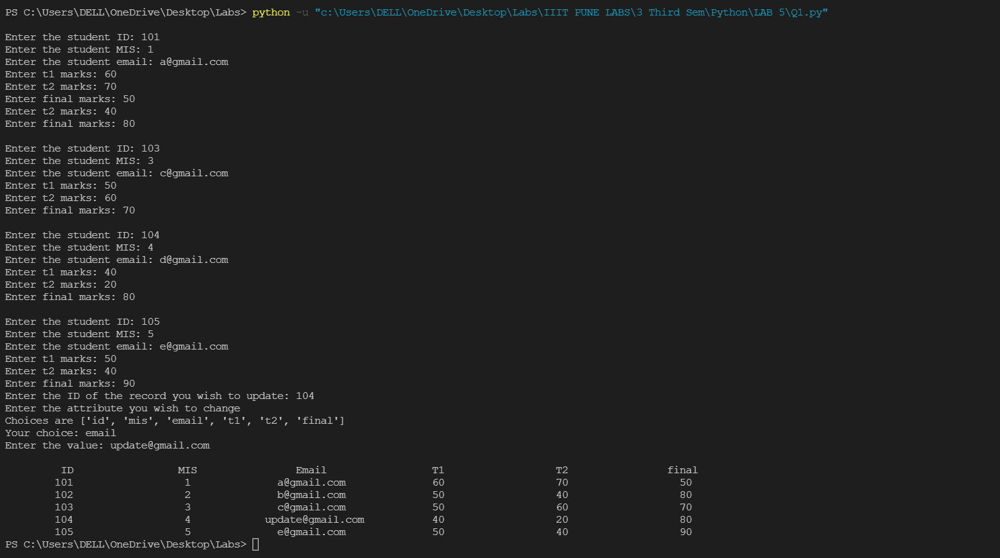 PS C:\Users\DELL\OneDrive\Desktop\Labs> python -u "c:\Users\DELL\OneDrive\Desktop\Labs\IIIT PUNE LABS\3 Third Sem\Python\LAB 5\Q1.py"
Enter the student ID: 101
Enter the student MIS: 1
Enter the student email: a@gmail.com
Enter t1 marks: 60
Enter t2 marks: 70
Enter final marks: 50
Enter t2 marks: 40
Enter final marks: 80
Enter the student ID: 103
Enter the student MIS: 3
Enter the student email: c@gmail.com
Enter t1 marks: 50
Enter t2 marks: 60
Enter final marks: 70
Enter the student ID: 104
Enter the student MIS: 4
Enter the student email: d@gmail.com
Enter t1 marks: 40
Enter t2 marks: 20
Enter final marks: 80
Enter the student ID: 105
Enter the student MIS: 5
Enter the student email: e@gmail.com
Enter t1 marks: 50
Enter t2 marks: 40
Enter final marks: 90
Enter the ID of the record you wish to update: 104
Enter the attribute you wish to change
Choices are ['id', 'mis', 'email', 't1', 't2', 'final']
Your choice: email
Enter the value: update@gmail.com
ID MIS Email T1 T2 final
101 1 a@gmail.com 60 70 50
102 2 b@gmail.com 50 40 80
103 3 c@gmail.com 50 60 70
104 4 update@gmail.com 40 20 80
105 5 e@gmail.com 50 40 90
PS C:\Users\DELL\OneDrive\Desktop\Labs>